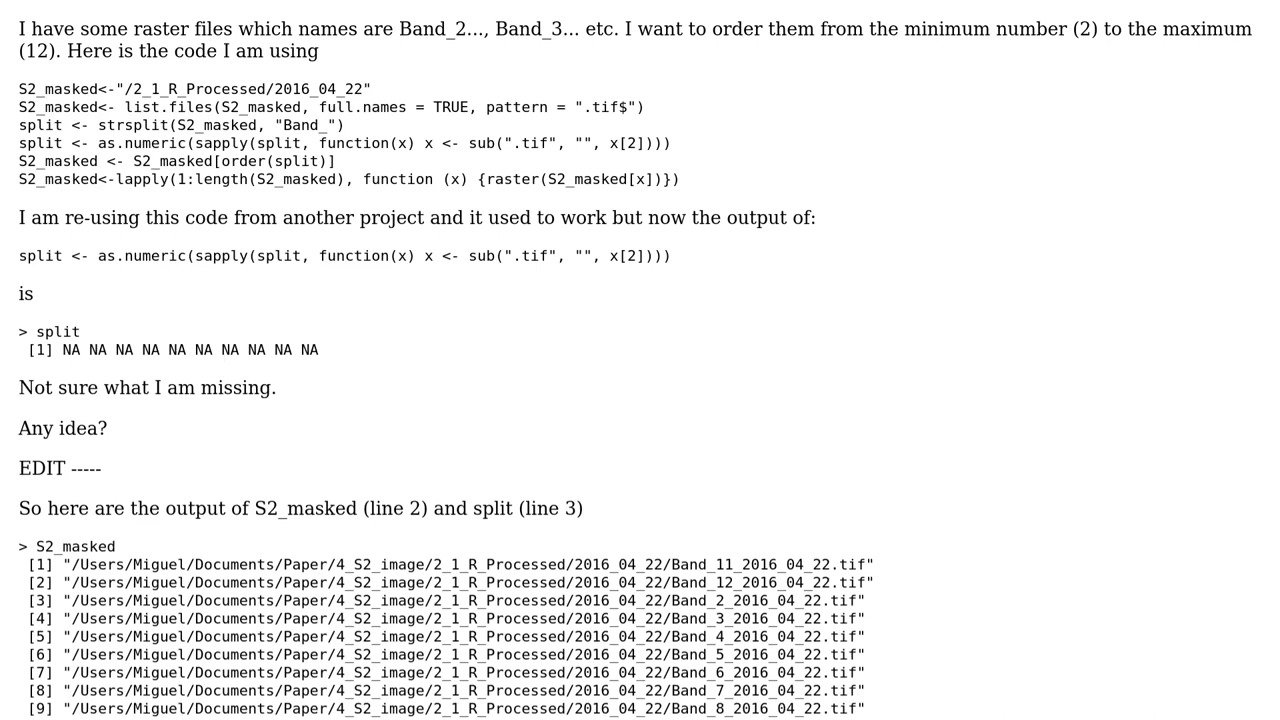 I have some raster files which names are Band_2..., Band_3... etc. I want to order them from the minimum number (2) to the maximum
(12). Here is the code I am using
S2_masked<-"/2_1_R_Processed/2016_04_22"
S2_masked<- list.files(S2_masked, full.names = TRUE, pattern = ".tif$")
split <- strsplit(S2_masked, "Band_")
split <- as.numeric(sapply(split, function(x) x <- sub(".tif", "", x[2])))
S2_masked <- S2_masked[order(split)]
S2_masked<-lapply(1:length(S2_masked), function (x) {raster(S2_masked[x])})
I am re-using this code from another project and it used to work but now the output of:
split <- as.numeric(sapply(split, function(x) x <- sub(".tif", "", x[2])))
is
> split
[1] NA NA NA NA NA NA NA NA NA NA
Not sure what I am missing.
Any idea?
EDIT -----
So here are the output of S2_masked (line 2) and split (line 3)
> S2_masked
[1] "/Users/Miguel/Documents/Paper/4_S2_image/2_1_R_Processed/2016_04_22/Band_11_2016_04_22.tif"
[2] "/Users/Miguel/Documents/Paper/4_S2_image/2_1_R_Processed/2016_04_22/Band_12_2016_04_22.tif"
[3] "/Users/Miguel/Documents/Paper/4_S2_image/2_1_R_Processed/2016_04_22/Band_2_2016_04_22.tif"
[4] "/Users/Miguel/Documents/Paper/4_S2_image/2_1_R_Processed/2016_04_22/Band_3_2016_04_22.tif"
[5] "/Users/Miguel/Documents/Paper/4_S2_image/2_1_R_Processed/2016_04_22/Band_4_2016_04_22.tif"
[6] "/Users/Miguel/Documents/Paper/4_S2_image/2_1_R_Processed/2016_04_22/Band_5_2016_04_22.tif"
[7] "/Users/Miguel/Documents/Paper/4_S2_image/2_1_R_Processed/2016_04_22/Band_6_2016_04_22.tif"
[8] "/Users/Miguel/Documents/Paper/4_S2_image/2_1_R_Processed/2016_04_22/Band_7_2016_04_22.tif"
[9] "/Users/Miguel/Documents/Paper/4_S2_image/2_1_R_Processed/2016_04_22/Band_8_2016_04_22.tif"